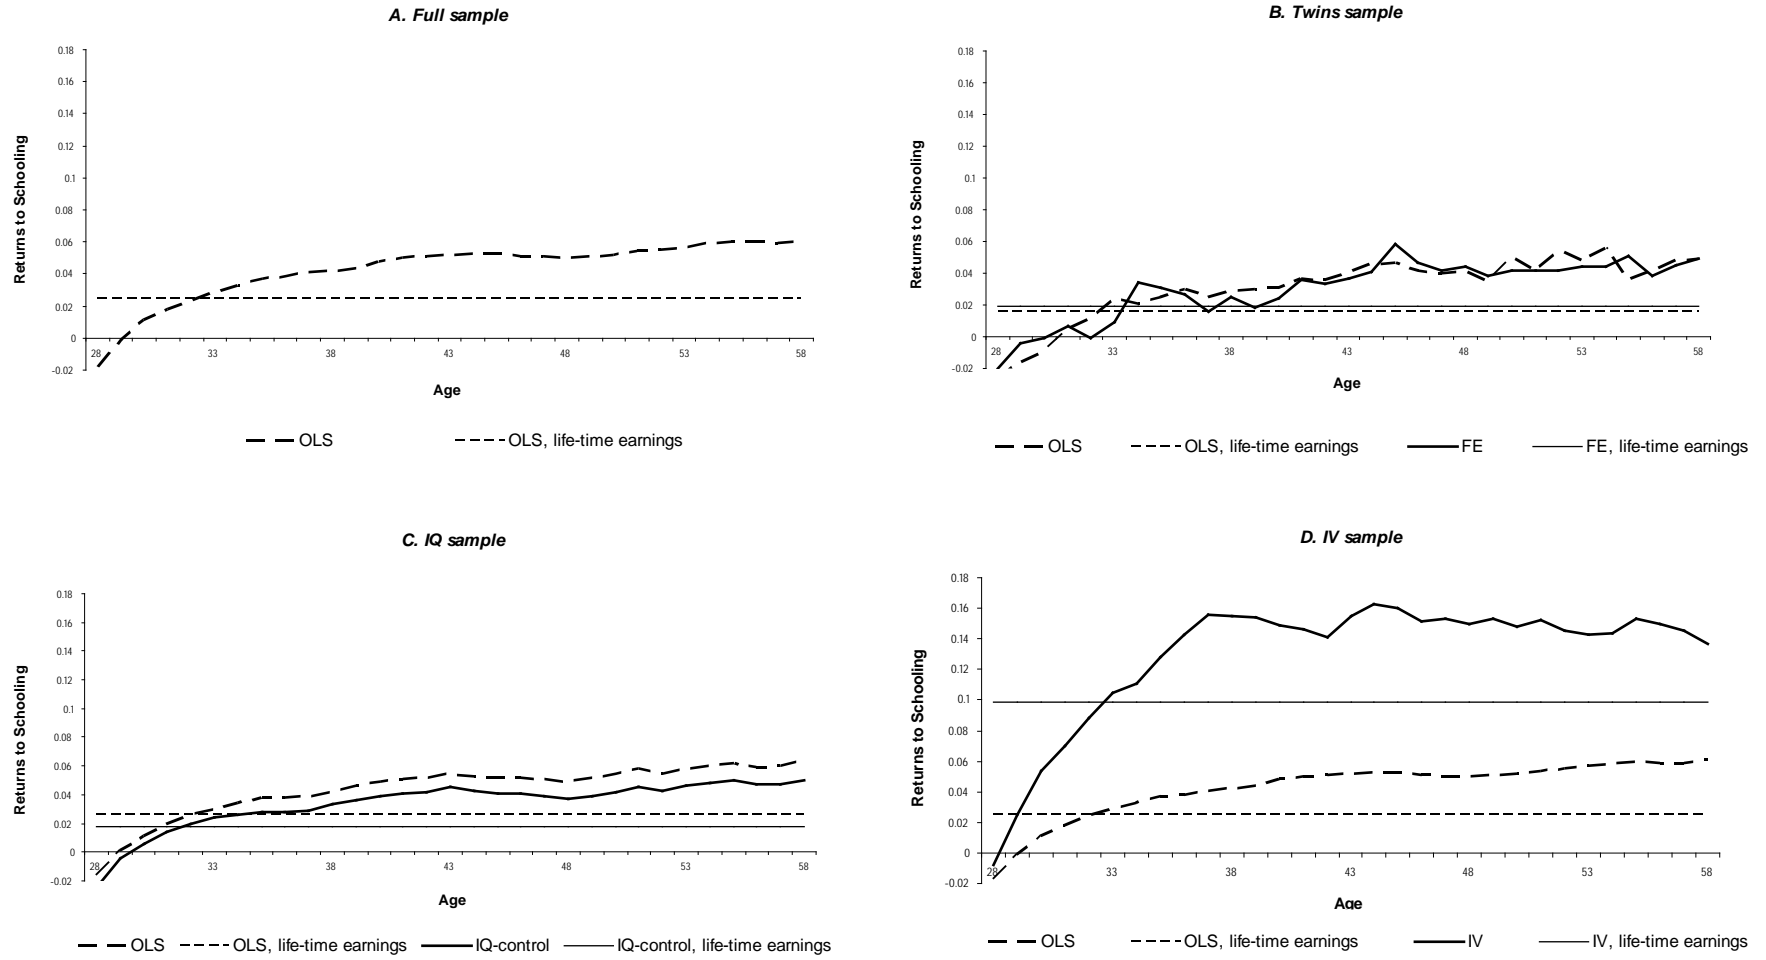 A. Full sample
0.18
0.16
0.14
0.12
0.1
0.08
0.06
0.04
0.02
0
-0.02
Returns to Schooling
28 33 38 43 48 53 58
Age
OLS OLS, life-time earnings
B. Twins sample
0.18
0.16
0.14
0.12
0.1
0.08
0.06
0.04
0.02
0
-0.02
Returns to Schooling
28 33 38 43 48 53 58
Age
OLS OLS, life-time earnings FE FE, life-time earnings
C. IQ sample
0.18
0.16
0.14
0.12
0.1
0.08
0.06
0.04
0.02
0
-0.02
Returns to Schooling
28 33 38 43 48 53 58
Age
OLS OLS, life-time earnings IQ-control IQ-control, life-time earnings
D. IV sample
0.18
0.16
0.14
0.12
0.1
0.08
0.06
0.04
0.02
0
-0.02
Returns to Schooling
28 33 38 43 48 53 58
Age
OLS OLS, life-time earnings IV IV, life-time earnings